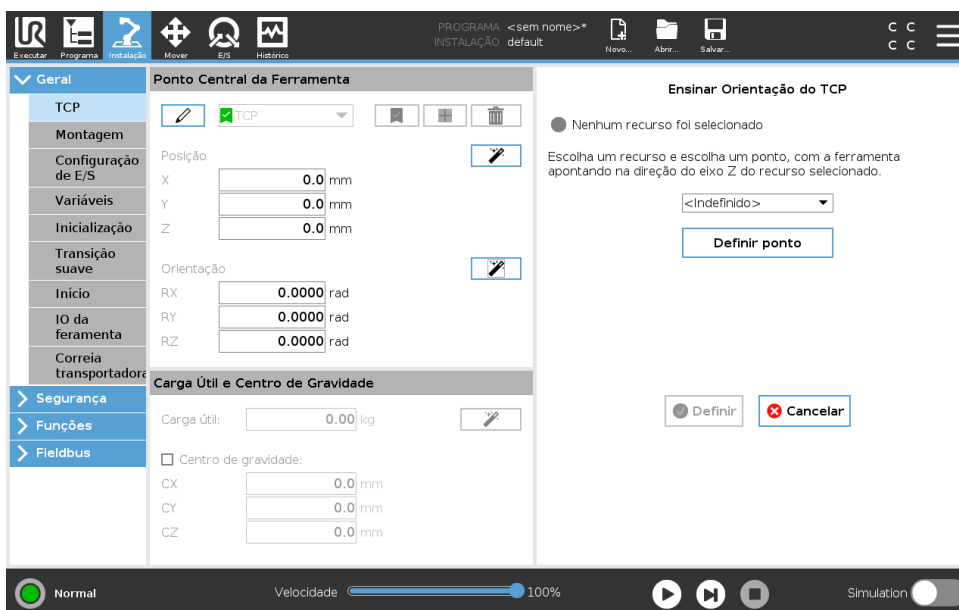 UR
PROGRAMA <sem nome>*
INSTALAÇÃO default
Executar Programa Instalação Mover E/S Histórico Novo... Abrir... Salvar...
C C
C C
Geral
TCP
Montagem
Configuração
de E/S
Variáveis
Inicialização
Transição
suave
Início
IO da
feramenta
Correia
transportadora
Segurança
Funções
Fieldbus
Ponto Central da Ferramenta
TCP
Posição
X 0.0 mm
Y 0.0 mm
Z 0.0 mm
Orientação
RX 0.0000 rad
RY 0.0000 rad
RZ 0.0000 rad
Carga Útil e Centro de Gravidade
Carga útil: 0.00 kg
Centro de gravidade:
CX 0.0 mm
CY 0.0 mm
CZ 0.0 mm
Ensinar Orientação do TCP
Nenhum recurso foi selecionado
Escolha um recurso e escolha um ponto, com a ferramenta
apontando na direção do eixo Z do recurso selecionado.
<Indefinido>
Definir ponto
Definir Cancelar
Normal Velocidade 100% Simulation